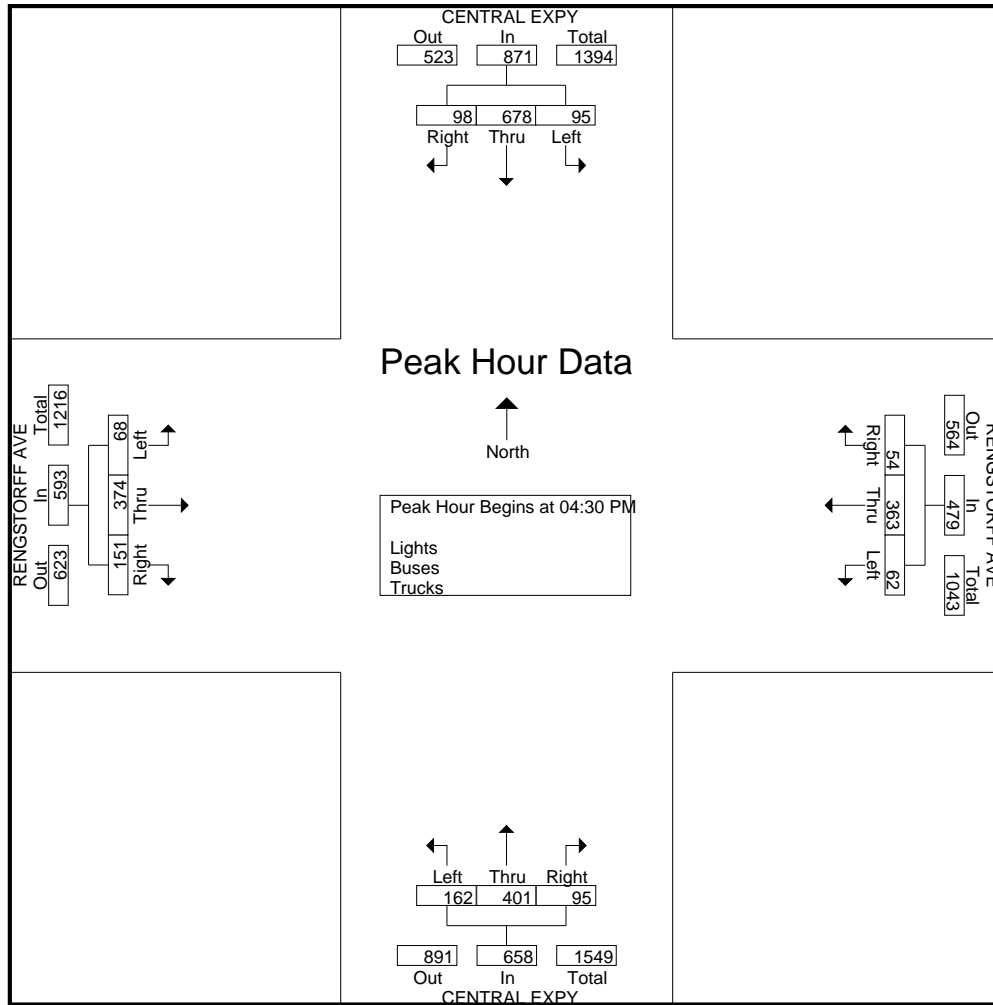 CENTRAL EXPY
Out In Total
523 871 1394
98 678 95
Right Thru Left
Peak Hour Data
North
Peak Hour Begins at 04:30 PM
Lights
Buses
Trucks
RENGSTORFF AVE
Total In Out
1216 593 623
68 374 151
Left Thru Right
RENGSTORFF AVE
Out In Total
564 479 1043
54 363 62
Right Thru Left
Left Thru Right
162 401 95
891 658 1549
Out In Total
CENTRAL EXPY